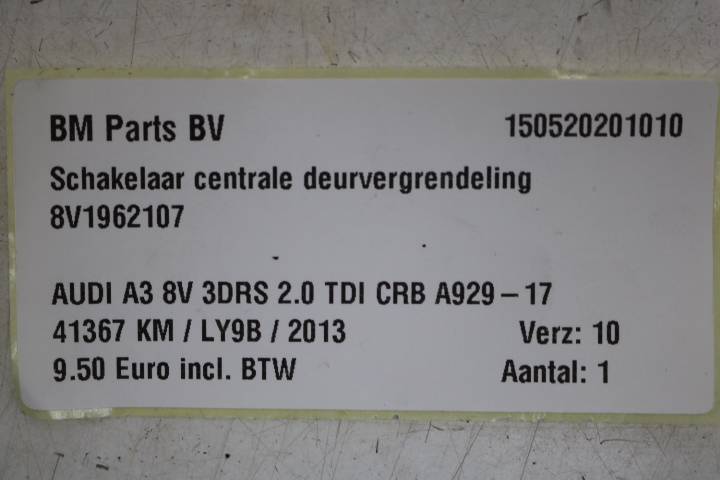 BM Parts BV 150520201010
Schakelaar centrale deurvergrendeling
8V1962107
AUDI A3 8V 3DRS 2.0 TDI CRB A929 – 17
41367 KM / LY9B / 2013 Verz: 10
9.50 Euro incl. BTW Aantal: 1